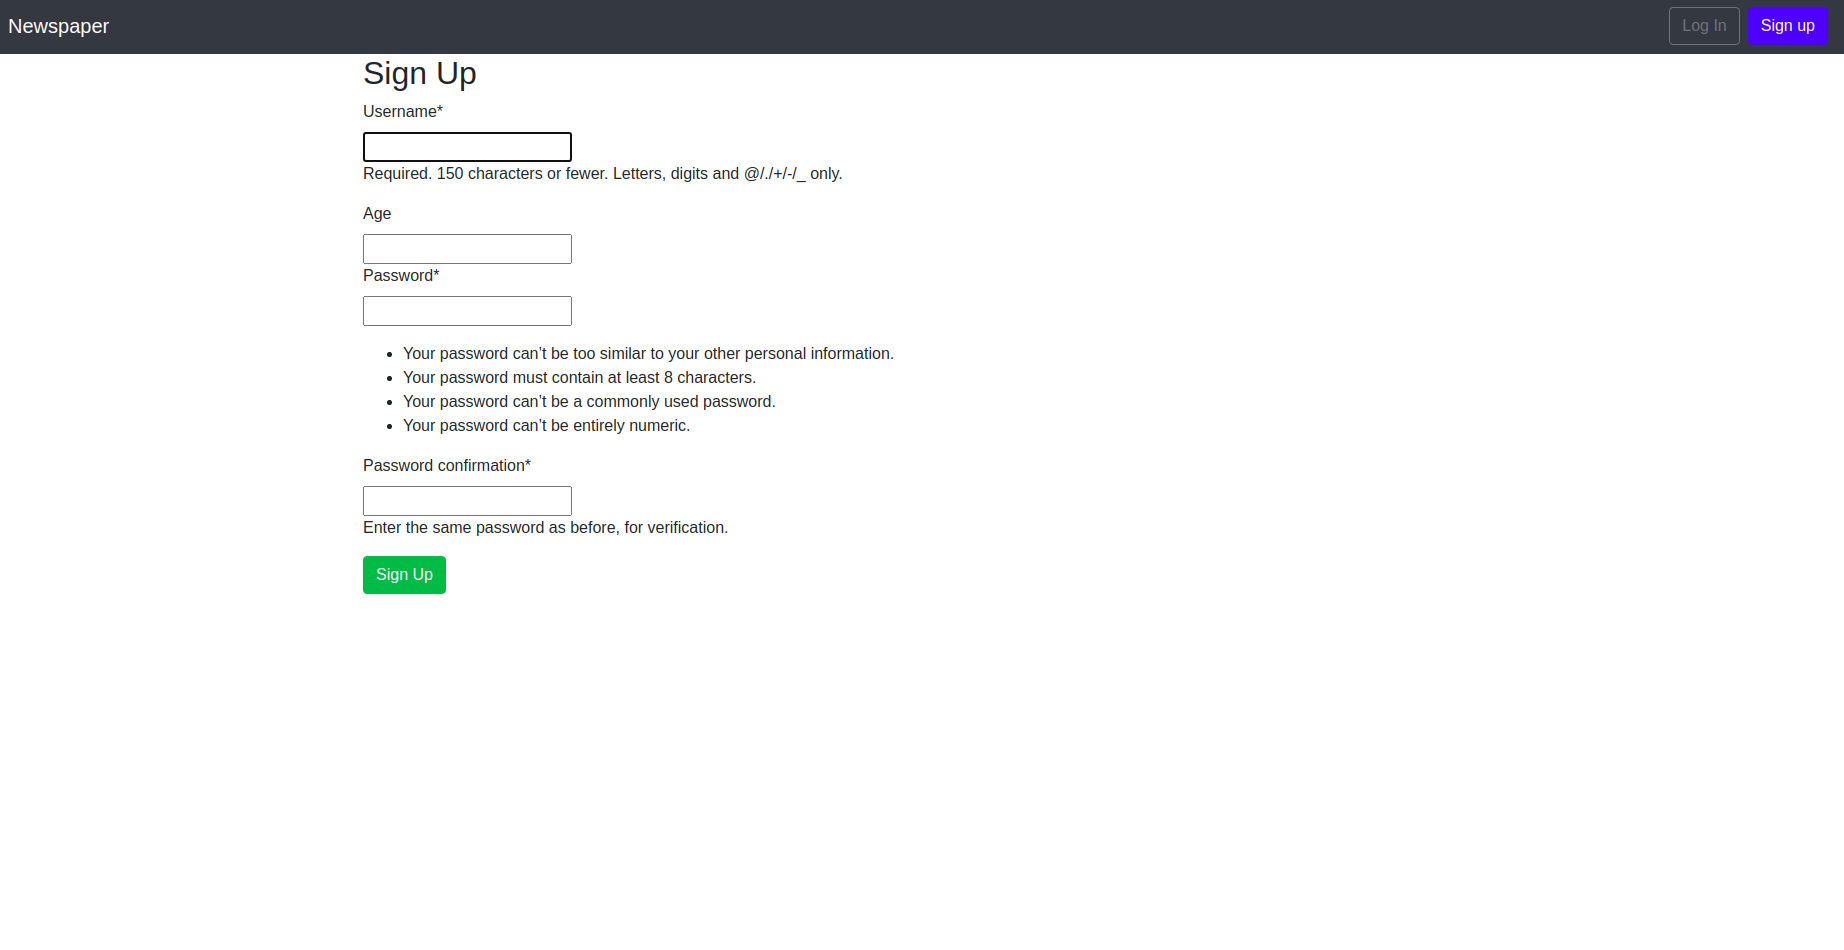 Newspaper
Log In
Sign up
Sign Up
Username*
Required. 150 characters or fewer. Letters, digits and @/./+/-/_ only.
Age
Password*
Your password can’t be too similar to your other personal information.
Your password must contain at least 8 characters.
Your password can’t be a commonly used password.
Your password can’t be entirely numeric.
Password confirmation*
Enter the same password as before, for verification.
Sign Up